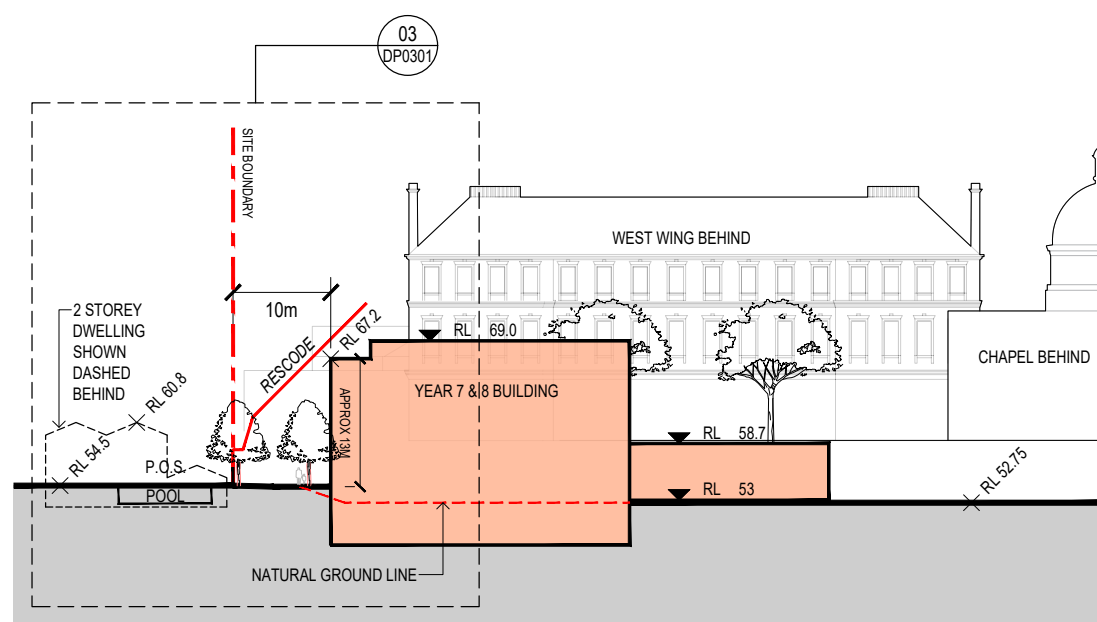 03
DP0301
SITE BOUNDARY
WEST WING BEHIND
2 STOREY
DWELLING
SHOWN
DASHED
BEHIND
10m
RL 67.2
RL 69.0
RESCODE
CHAPEL BEHIND
YEAR 7 & 8 BUILDING
RL 60.8
APPROX 13M
RL 58.7
RL 54.5
P.O.S.
POOL
RL 53
RL 52.75
NATURAL GROUND LINE